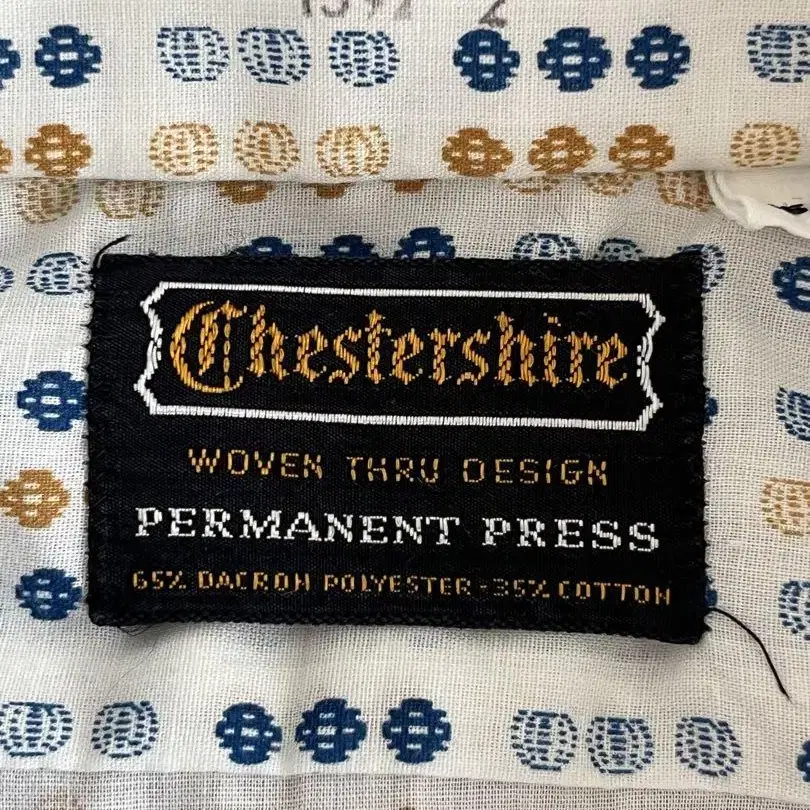 Chestershire
WOVEN THRU DESIGN
PERMANENT PRESS
65% DACRON POLYESTER-35% COTTON